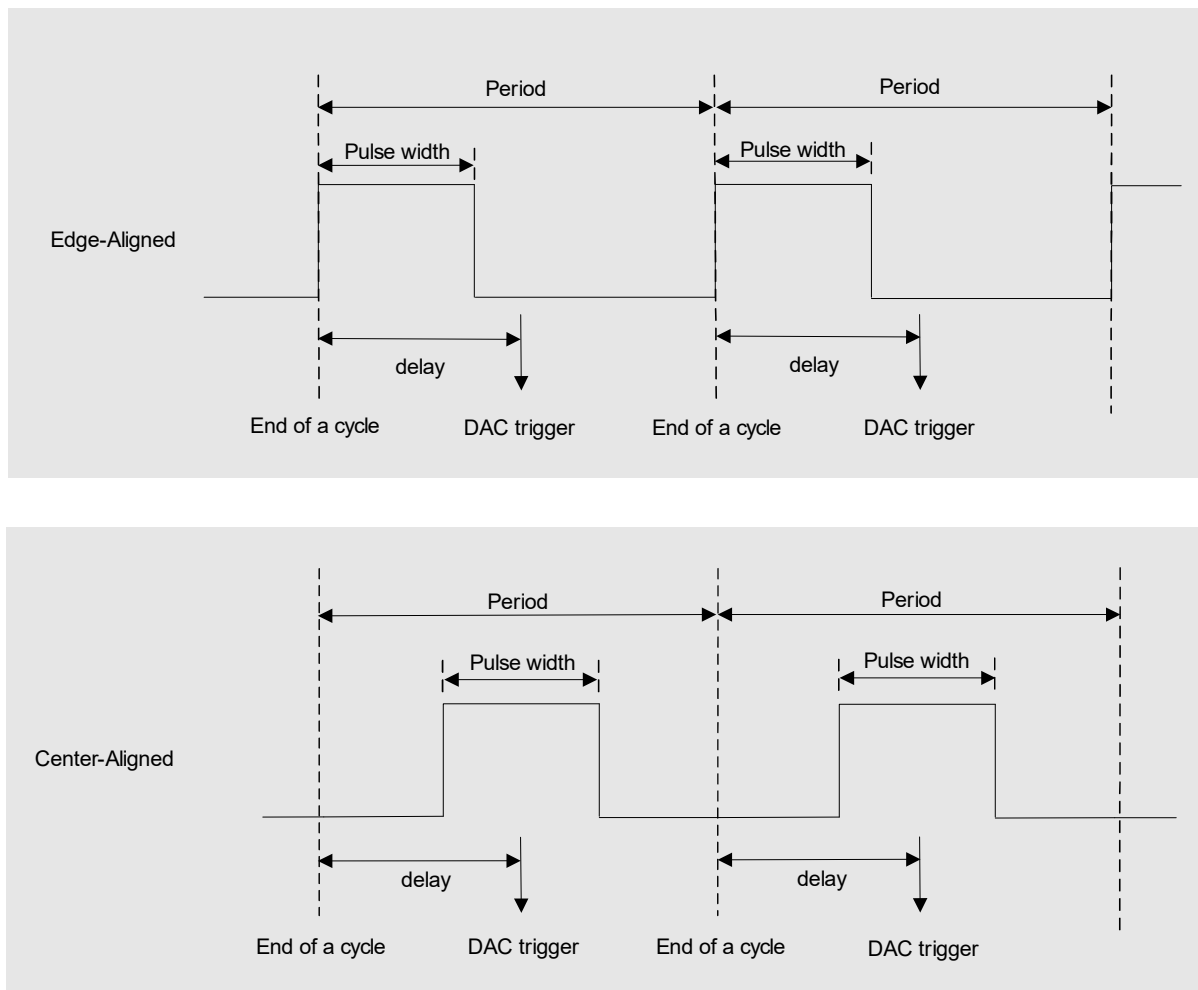 Period
Period
Pulse width
Pulse width
Edge-Aligned
delay
delay
End of a cycle
DAC trigger
End of a cycle
DAC trigger
Period
Period
Pulse width
Pulse width
Center-Aligned
delay
delay
End of a cycle
DAC trigger
End of a cycle
DAC trigger